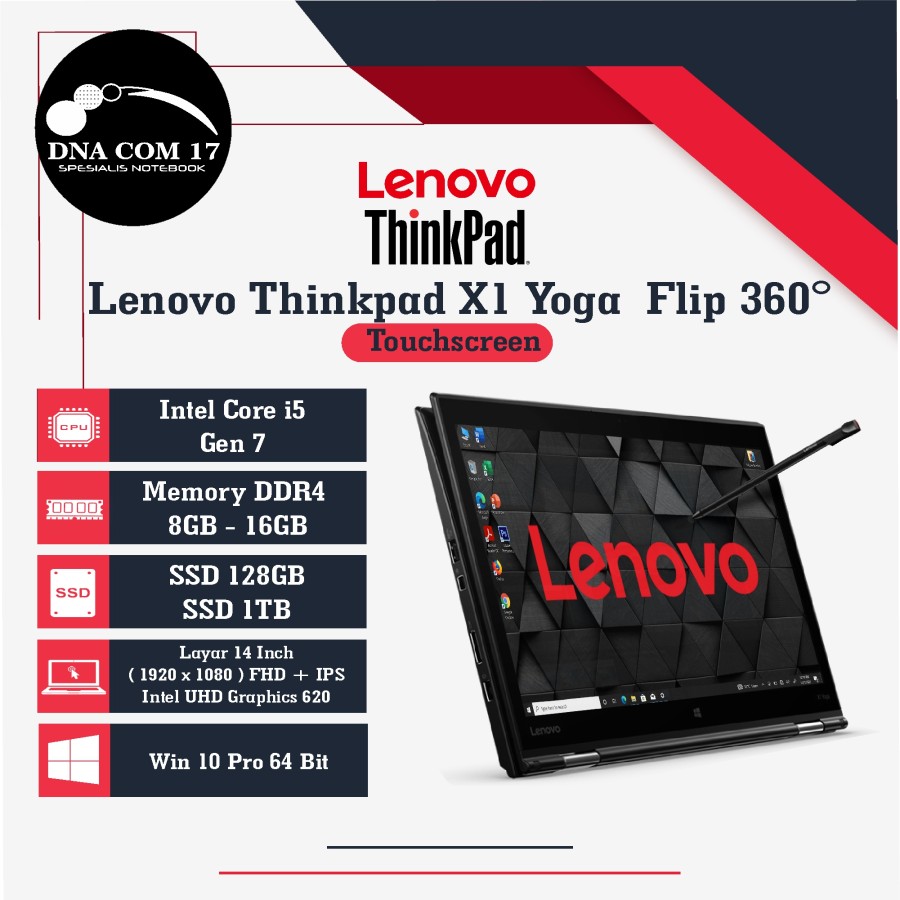 DNA COM 17
SPESIALIS NOTEBOOK
Lenovo
ThinkPad
Lenovo Thinkpad X1 Yoga Flip 360°
Touchscreen
CPU
Intel Core i5
Gen 7
Memory DDR4
8GB - 16GB
SSD
SSD 128GB
SSD 1TB
Layar 14 Inch
( 1920 x 1080 ) FHD + IPS
Intel UHD Graphics 620
Win 10 Pro 64 Bit
Lenovo
Lenovo